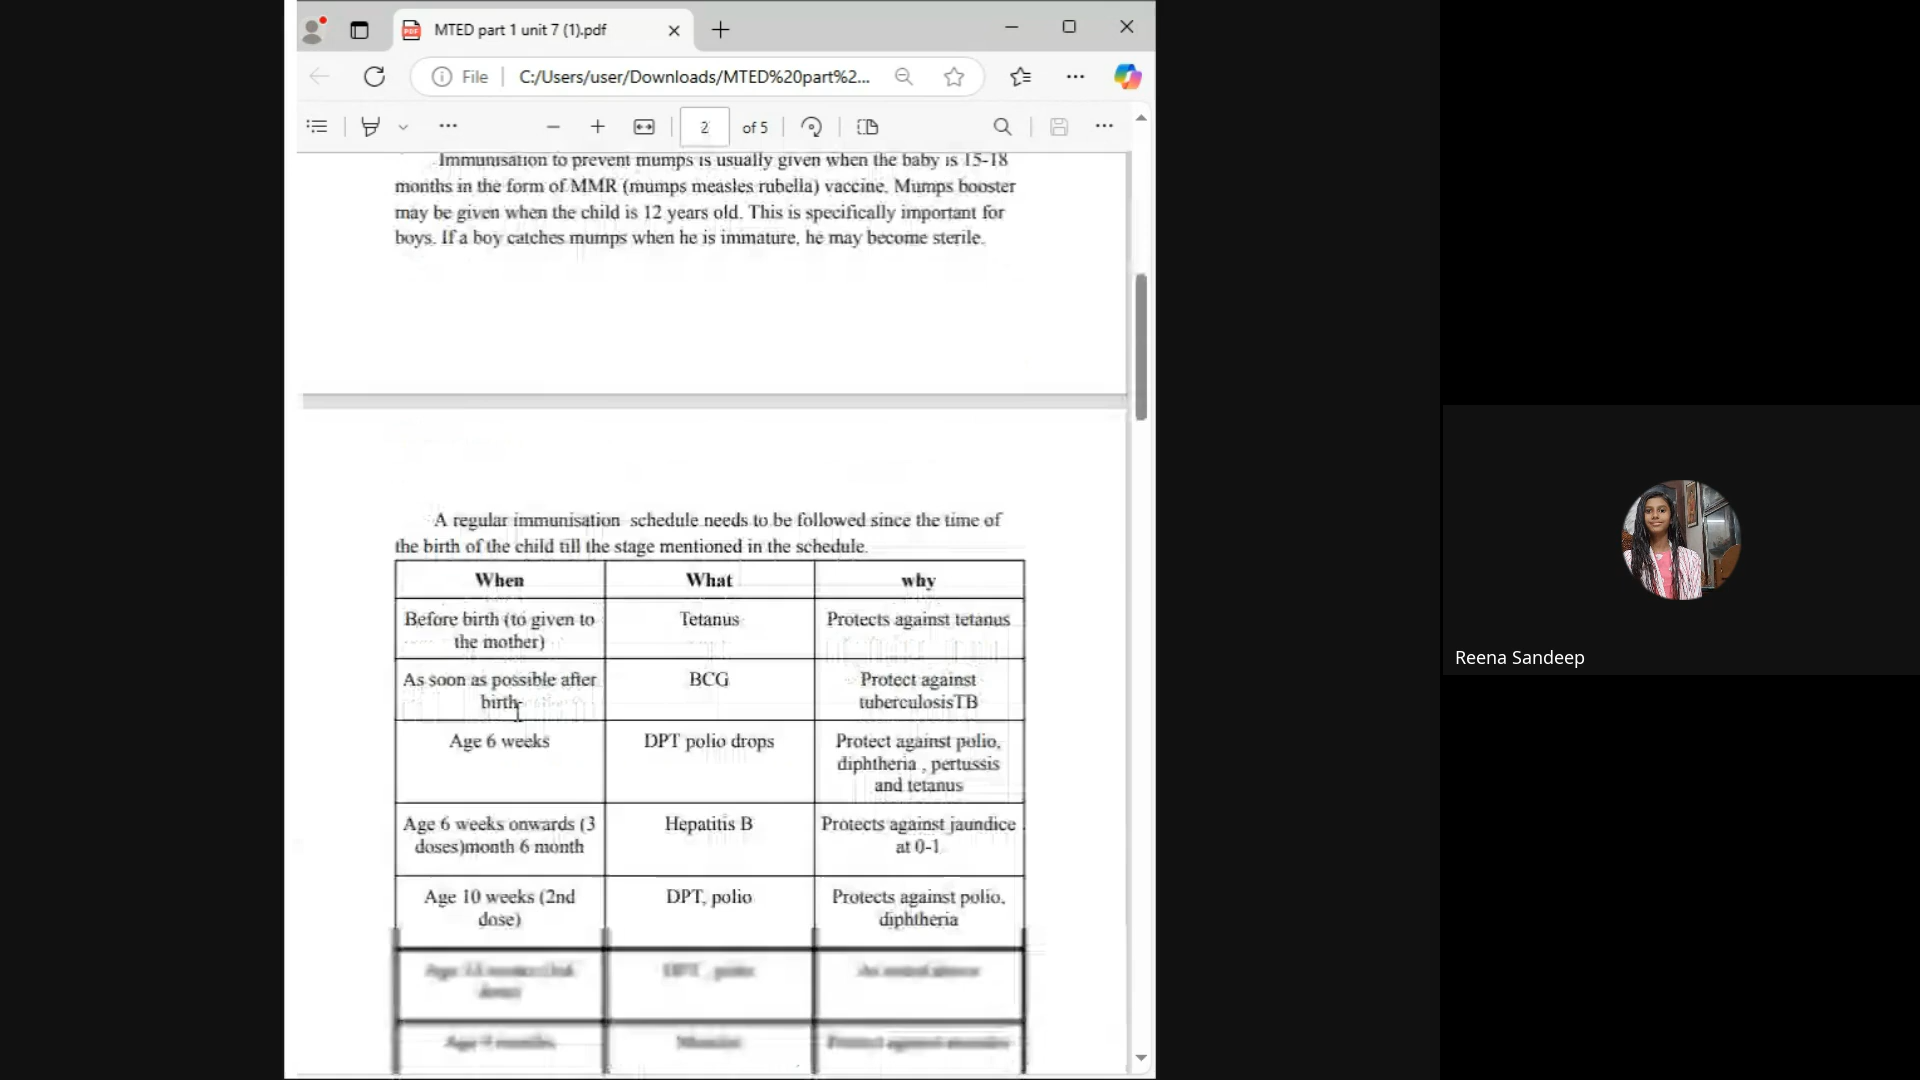 MTED part 1 unit 7 (1).pdf
File
C:/Users/user/Downloads/MTED%20part%2...
2 of 5
Immunisation to prevent mumps is usually given when the baby is 15-18
months in the form of MMR (mumps measles rubella) vaccine. Mumps booster
may be given when the child is 12 years old. This is specifically important for
boys. If a boy catches mumps when he is immature, he may become sterile.
A regular immunisation schedule needs to be followed since the time of
the birth of the child till the stage mentioned in the schedule.
When What why
Before birth (to given to
the mother)
Tetanus
Protects against tetanus
As soon as possible after
birth
BCG
Protect against
tuberculosisTB
Age 6 weeks
DPT polio drops
Protect against polio,
diphtheria , pertussis
and tetanus
Age 6 weeks onwards (3
doses)month 6 month
Hepatitis B
Protects against jaundice
at 0-1
Age 10 weeks (2nd
dose)
DPT, polio
Protects against polio,
diphtheria
DPT , polio
Age 9 months
Reena Sandeep